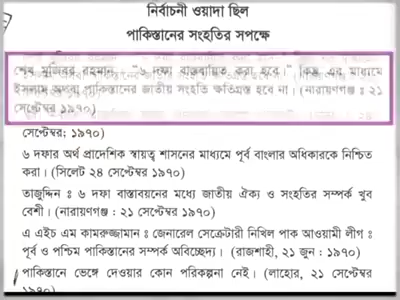 নির্বাচনী ওয়াদা ছিল
পাকিস্তানের সংহতির সপক্ষে
শেখ মুজিবর রহমান : "৬ দফা বাস্তবায়িত করা হবে।" কিন্তু এর মাধ্যমে
ইসলাম অথবা পাকিস্তানের জাতীয় সংহতি ক্ষতিগ্রস্ত হবে না। (নারায়ণগঞ্জ : ২১
সেপ্টেম্বর ১৯৭০)
সেপ্টেম্বর; ১৯৭০)
৬ দফার অর্থ প্রাদেশিক স্বায়ত্ব শাসনের মাধ্যমে পূর্ব বাংলার অধিকারকে নিশ্চিত
করা। (সিলেট ২৪ সেপ্টেম্বর ১৯৭০)
তাজুদ্দিন : ৬ দফা বাস্তবায়নের মধ্যে জাতীয় ঐক্য ও সংহতির সম্পর্ক খুব
বেশী। (নারায়ণগঞ্জ : ২১ সেপ্টেম্বর ১৯৭০)
এ এইচ এম কামরুজ্জামান : জেনারেল সেক্রেটারী নিখিল পাক আওয়ামী লীগ :
পূর্ব ও পশ্চিম পাকিস্তানের সম্পর্ক অবিচ্ছেদ্য। (রাজশাহী, ২১ জুন : ১৯৭০)
পাকিস্তানে ভেঙ্গে দেওয়ার কোন পরিকল্পনা নেই। (লাহোর, ২১ সেপ্টেম্বর
১৯৭০)